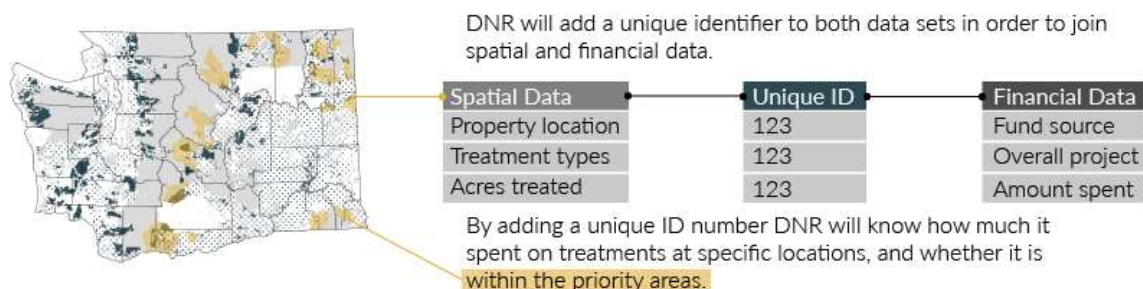 DNR will add a unique identifier to both data sets in order to join
spatial and financial data.
Spatial Data Unique ID Financial Data
Property location 123 Fund source
Treatment types 123 Overall project
Acres treated 123 Amount spent
By adding a unique ID number DNR will know how much it
spent on treatments at specific locations, and whether it is
within the priority areas.